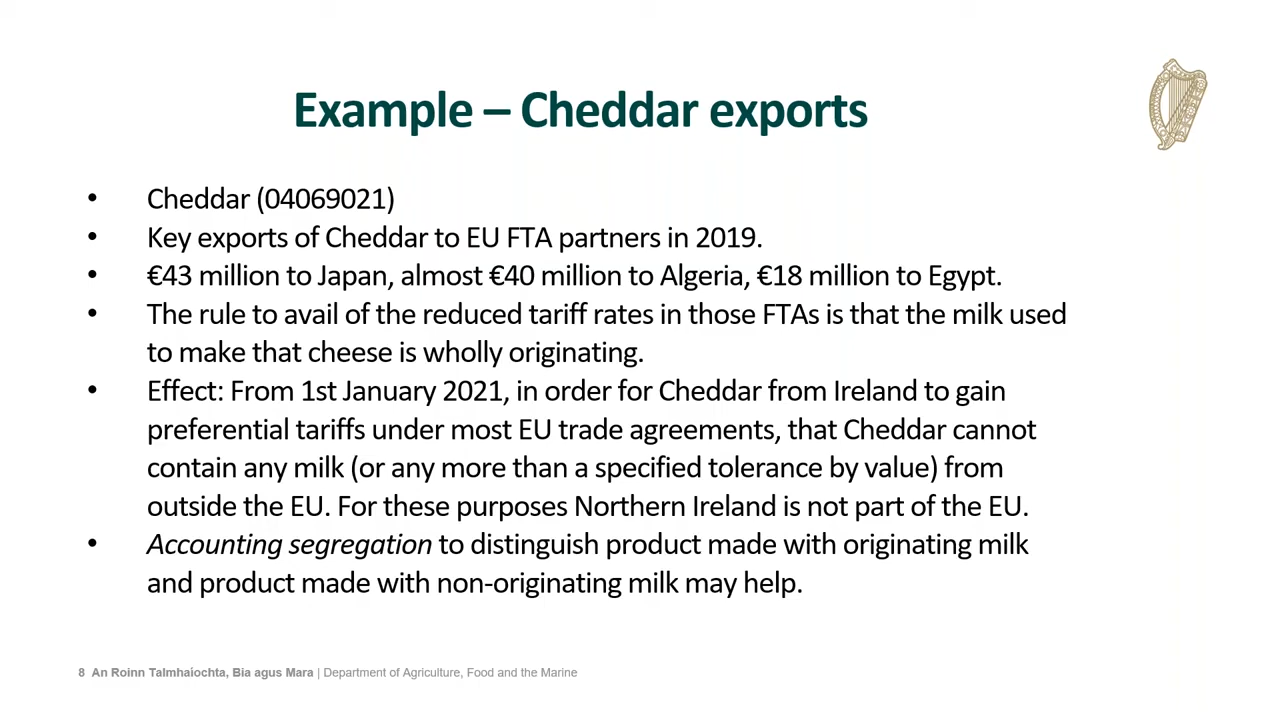 Example – Cheddar exports
• Cheddar (04069021)
• Key exports of Cheddar to EU FTA partners in 2019.
• €43 million to Japan, almost €40 million to Algeria, €18 million to Egypt.
• The rule to avail of the reduced tariff rates in those FTAs is that the milk used
to make that cheese is wholly originating.
• Effect: From 1st January 2021, in order for Cheddar from Ireland to gain
preferential tariffs under most EU trade agreements, that Cheddar cannot
contain any milk (or any more than a specified tolerance by value) from
outside the EU. For these purposes Northern Ireland is not part of the EU.
• Accounting segregation to distinguish product made with originating milk
and product made with non-originating milk may help.
8 An Roinn Talmhaíochta, Bia agus Mara | Department of Agriculture, Food and the Marine